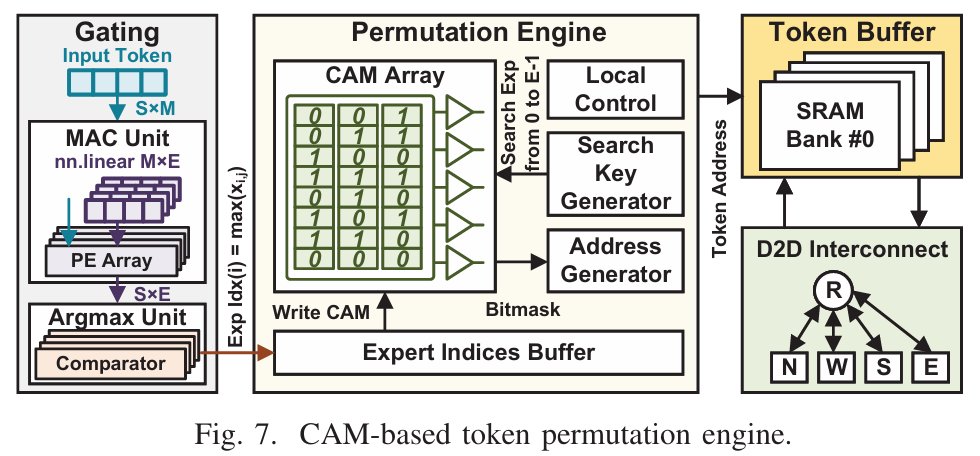 Gating
Input Token
S×M
MAC Unit
nn.linear M×E
PE Array
S×E
Argmax Unit
Comparator
Exp Idx(i) = max(xi,j)
Permutation Engine
CAM Array
0 0 1
0 1 1
1 0 0
1 1 1
0 0 0
1 0 1
1 1 0
0 0 0
Search Exp
from 0 to E-1
Local
Control
Search
Key
Generator
Address
Generator
Write CAM
Bitmask
Expert Indices Buffer
Token Address
Token Buffer
SRAM
Bank #0
D2D Interconnect
R
N W S E
Fig. 7. CAM-based token permutation engine.